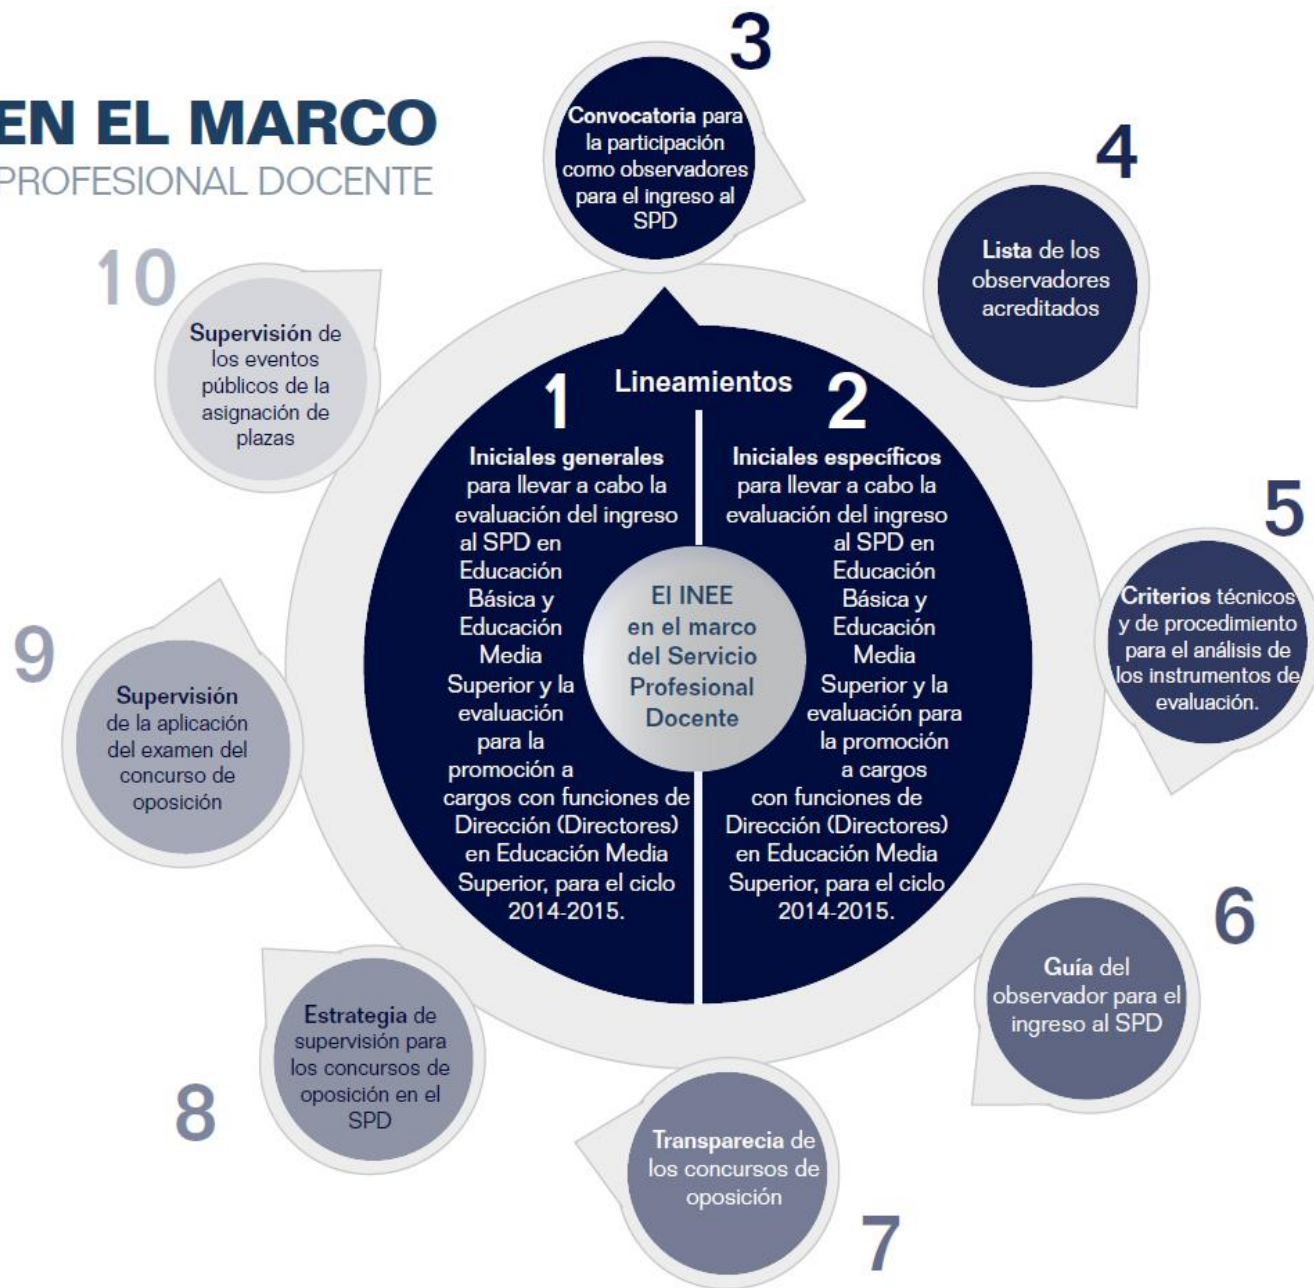 EN EL MARCO
PROFESIONAL DOCENTE
Lineamientos
1
Iniciales generales
para llevar a cabo la
evaluación del ingreso
al SPD en
Educación
Básica y
Educación
Media
Superior y la
evaluación
para la
promoción a
cargos con funciones de
Dirección (Directores)
en Educación Media
Superior, para el ciclo
2014-2015.
2
Iniciales específicos
para llevar a cabo la
evaluación del ingreso
al SPD en
Educación
Básica y
Educación
Media
Superior y la
evaluación para
la promoción
a cargos
con funciones de
Dirección (Directores)
en Educación Media
Superior, para el ciclo
2014-2015.
El INEE
en el marco
del Servicio
Profesional
Docente
3
Convocatoria para
la participación
como observadores
para el ingreso al
SPD
4
Lista de los
observadores
acreditados
5
Criterios técnicos
y de procedimiento
para el análisis de
los instrumentos de
evaluación.
6
Guía del
observador para el
ingreso al SPD
7
Transparecia de
los concursos de
oposición
8
Estrategia de
supervisión para
los concursos de
oposición en el
SPD
9
Supervisión
de la aplicación
del examen del
concurso de
oposición
10
Supervisión de
los eventos
públicos de la
asignación de
plazas